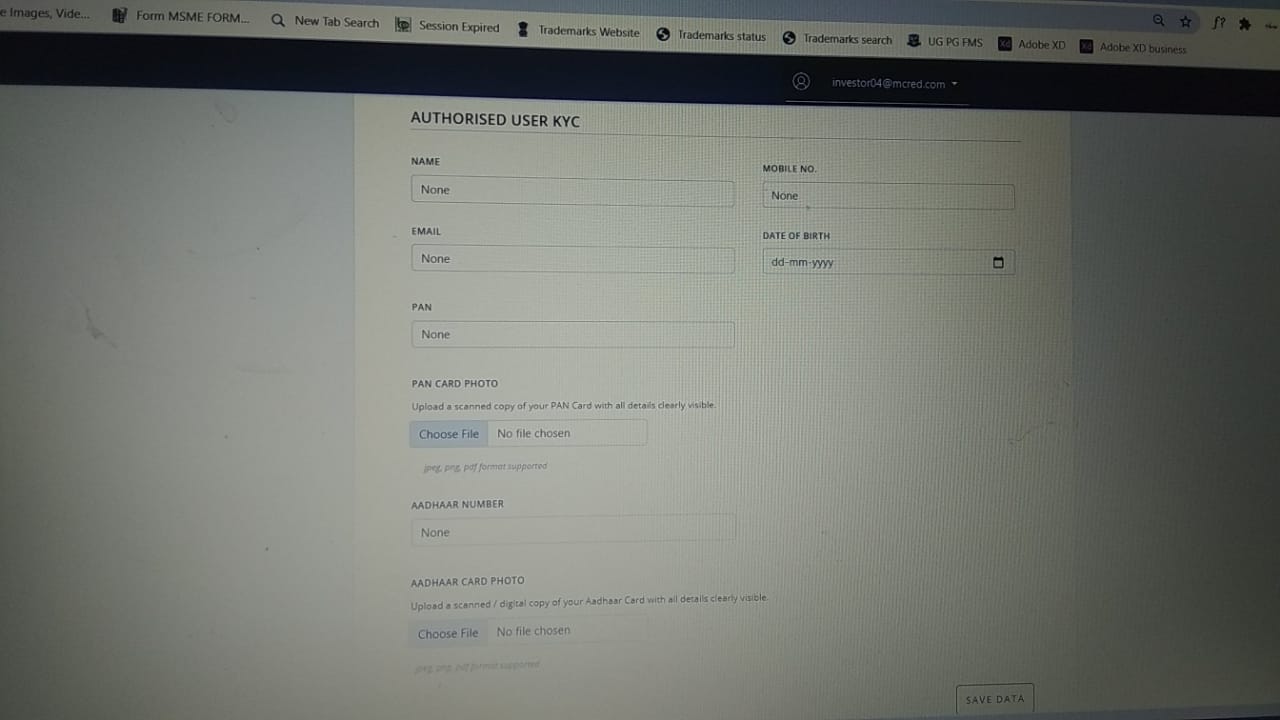 e Images, Vide...
Form MSME FORM...
New Tab Search
Session Expired
Trademarks Website
Trademarks status
Trademarks search
UG PG FMS
Adobe XD
Adobe XD business
f?
investor04@mcred.com
AUTHORISED USER KYC
NAME
None
MOBILE NO.
None
EMAIL
None
DATE OF BIRTH
dd-mm-yyyy
PAN
None
PAN CARD PHOTO
Upload a scanned copy of your PAN Card with all details clearly visible.
Choose File No file chosen
jpeg, png, pdf format supported
AADHAAR NUMBER
None
AADHAAR CARD PHOTO
Upload a scanned / digital copy of your Aadhaar Card with all details clearly visible.
Choose File No file chosen
jpeg, png, pdf format supported
SAVE DATA